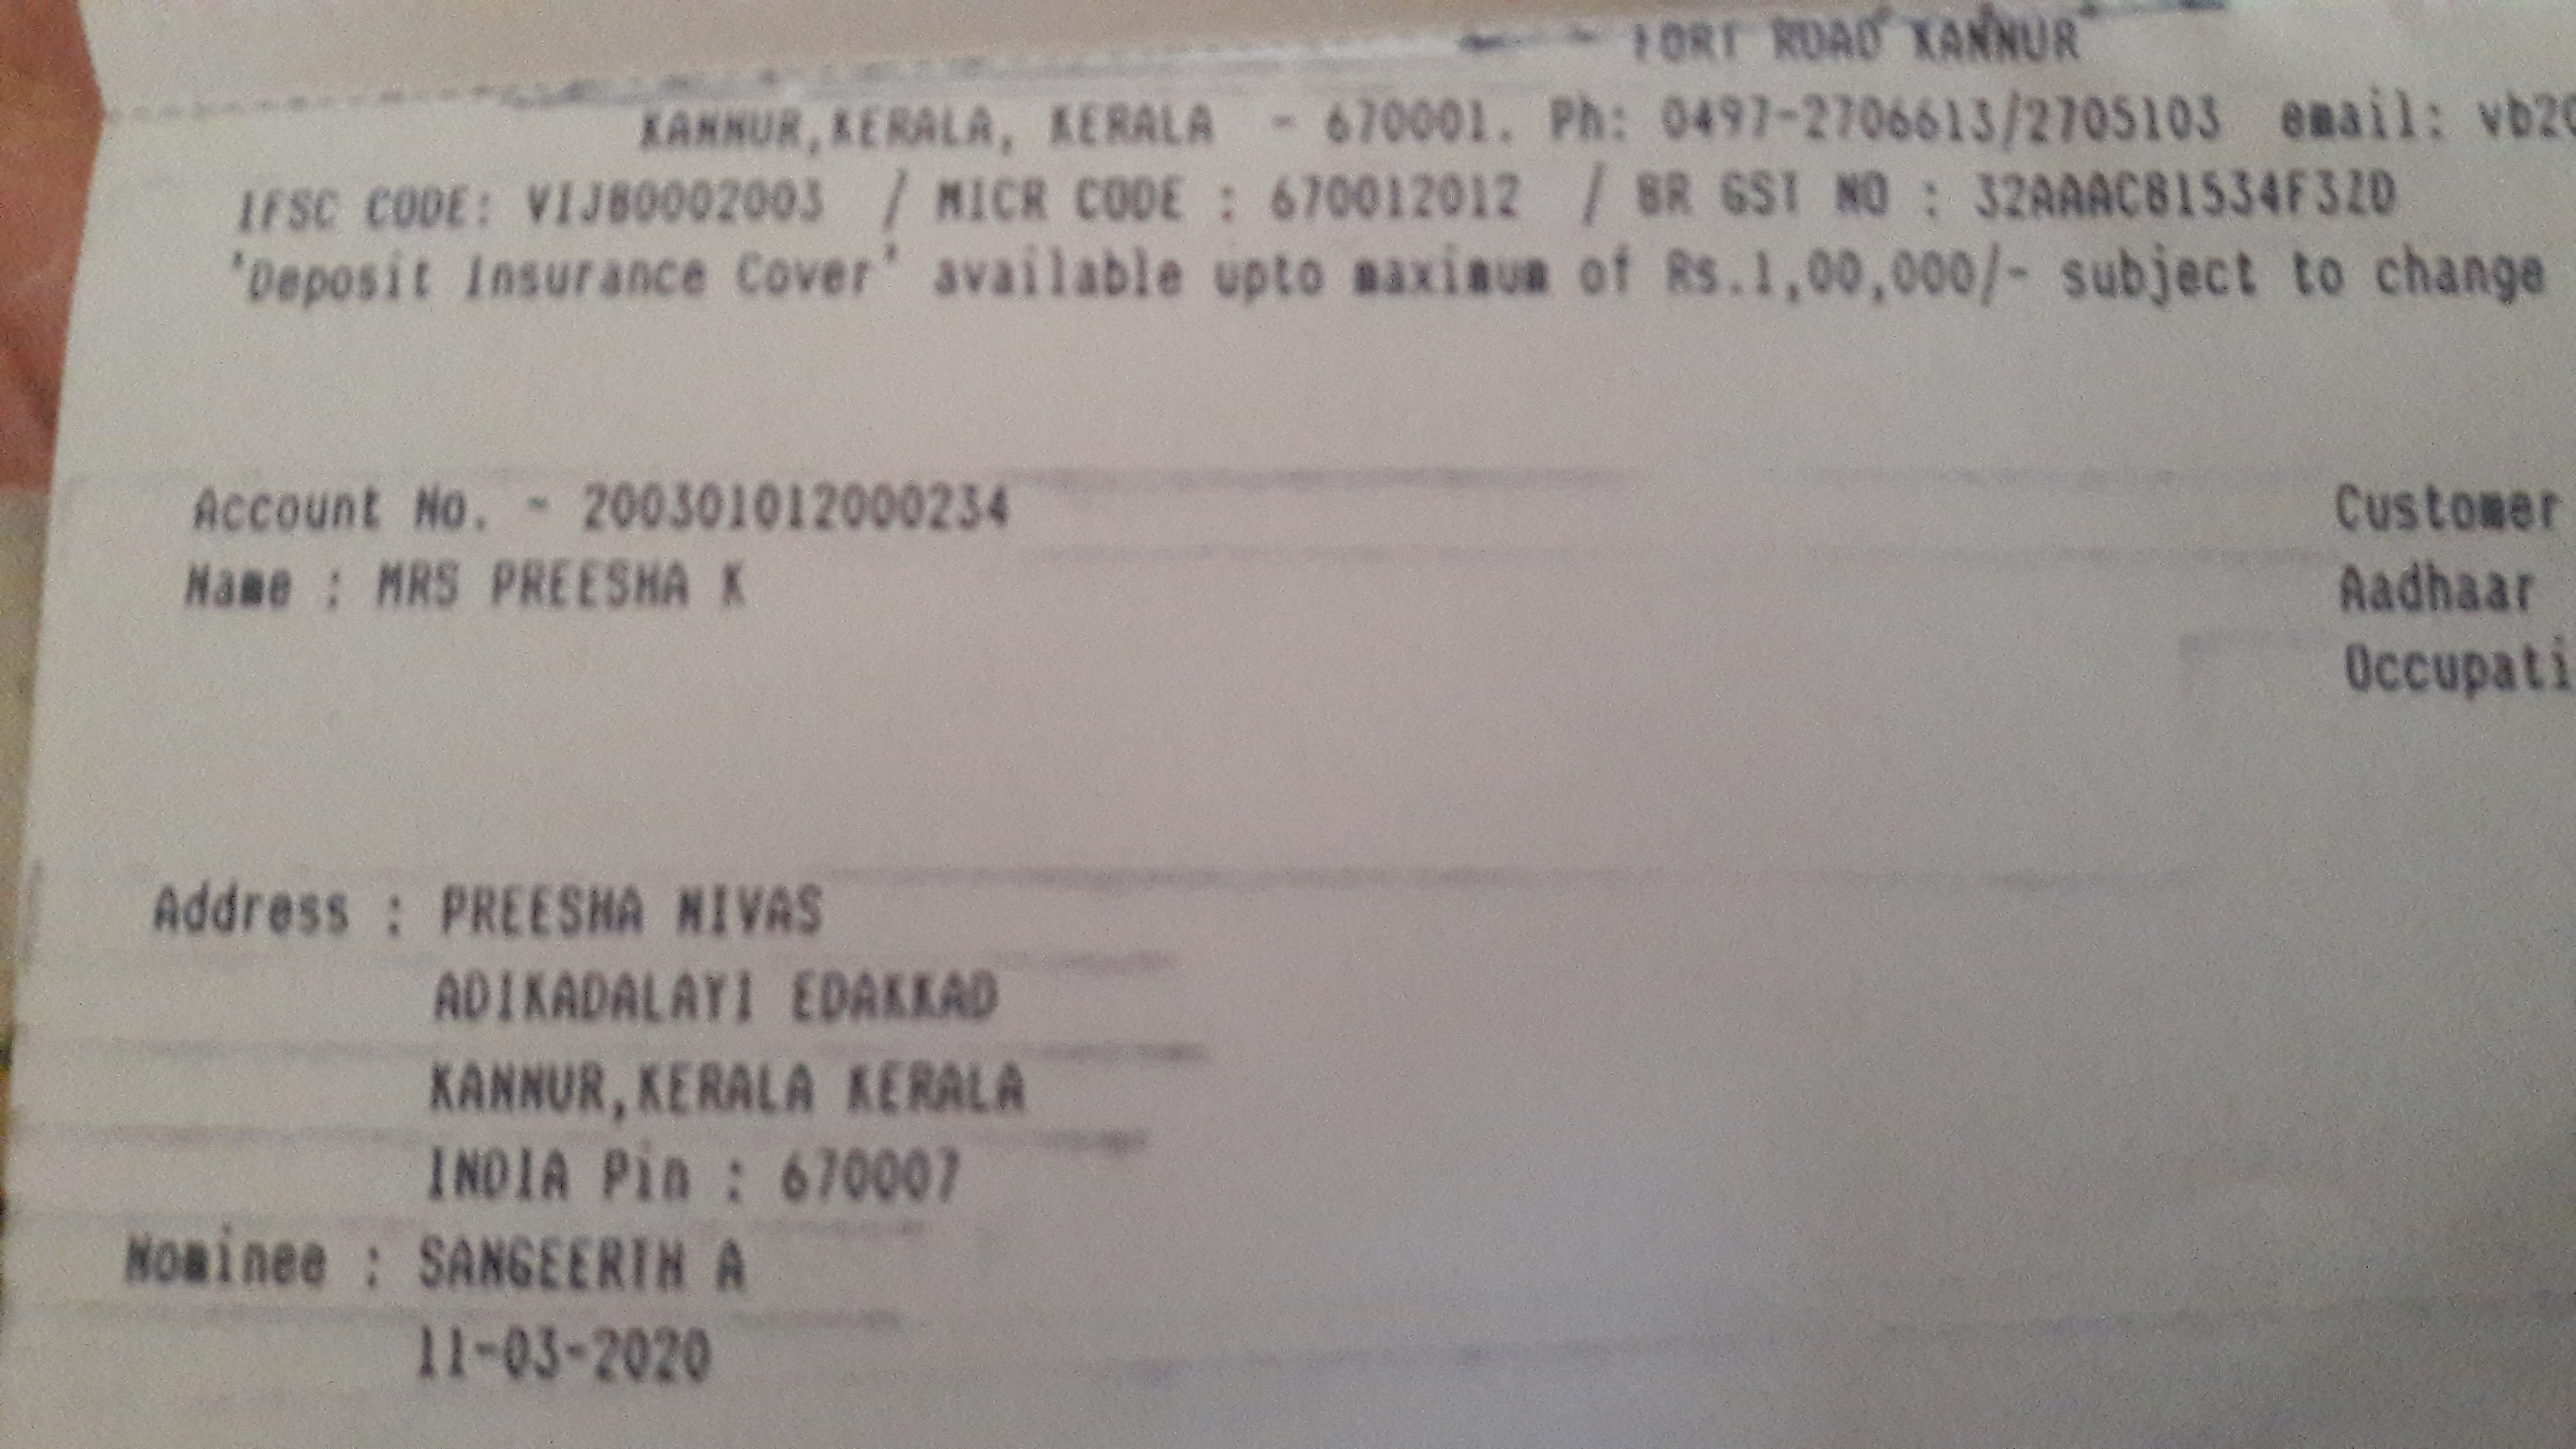 FORT ROAD KANNUR
KANNUR,KERALA, KERALA - 670001. Ph: 0497-2706613/2705103 email: vb20
IFSC CODE: VIJB0002003 / MICR CODE : 670012012 / BR GST NO : 32AAACB1534F3ZD
'Deposit Insurance Cover' available upto maximum of Rs.1,00,000/- subject to change
Account No. - 200301012000234
Customer
Name : MRS PREESHA K
Aadhaar
Occupati
Address : PREESHA NIVAS
ADIKADALAYI EDAKKAD
KANNUR,KERALA KERALA
INDIA Pin : 670007
Nominee : SANGEERTH A
11-03-2020